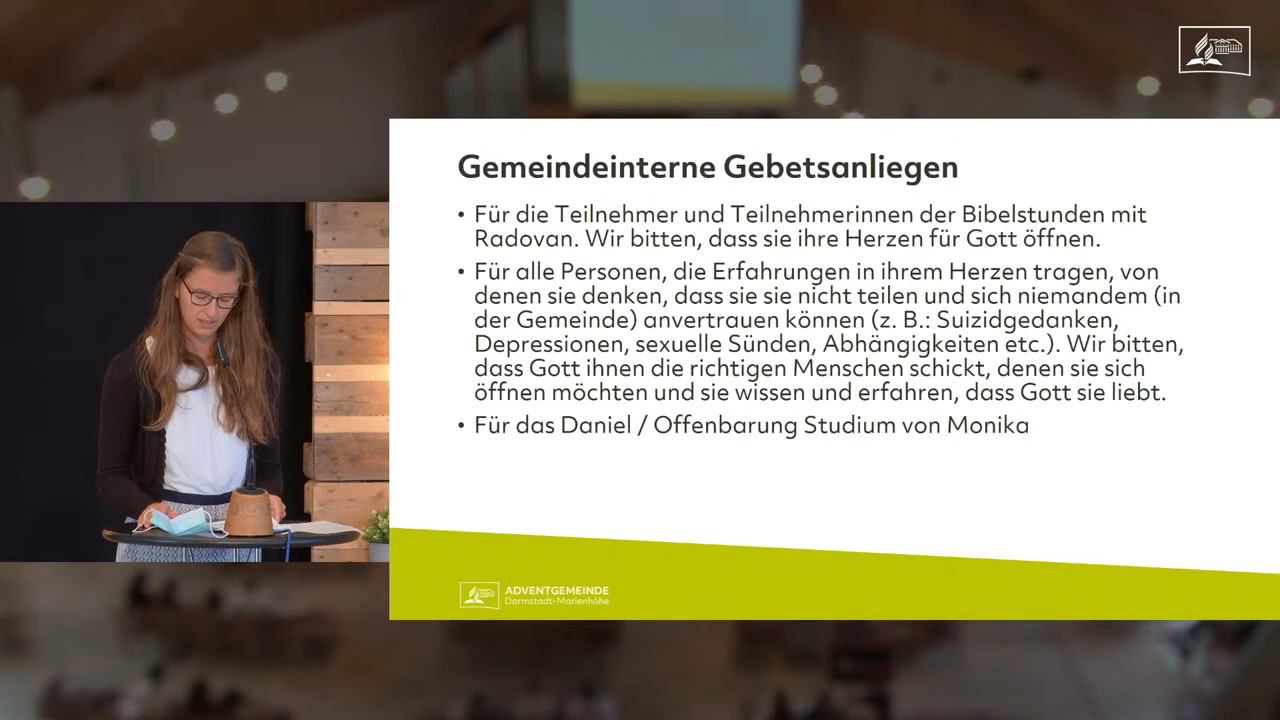 Gemeindeinterne Gebetsanliegen
• Für die Teilnehmer und Teilnehmerinnen der Bibelstunden mit
Radovan. Wir bitten, dass sie ihre Herzen für Gott öffnen.
• Für alle Personen, die Erfahrungen in ihrem Herzen tragen, von
denen sie denken, dass sie sie nicht teilen und sich niemandem (in
der Gemeinde) anvertrauen können (z. B.: Suizidgedanken,
Depressionen, sexuelle Sünden, Abhängigkeiten etc.). Wir bitten,
dass Gott ihnen die richtigen Menschen schickt, denen sie sich
öffnen möchten und sie wissen und erfahren, dass Gott sie liebt.
• Für das Daniel / Offenbarung Studium von Monika
ADVENTGEMEINDE
Darmstadt-Marienhöhe